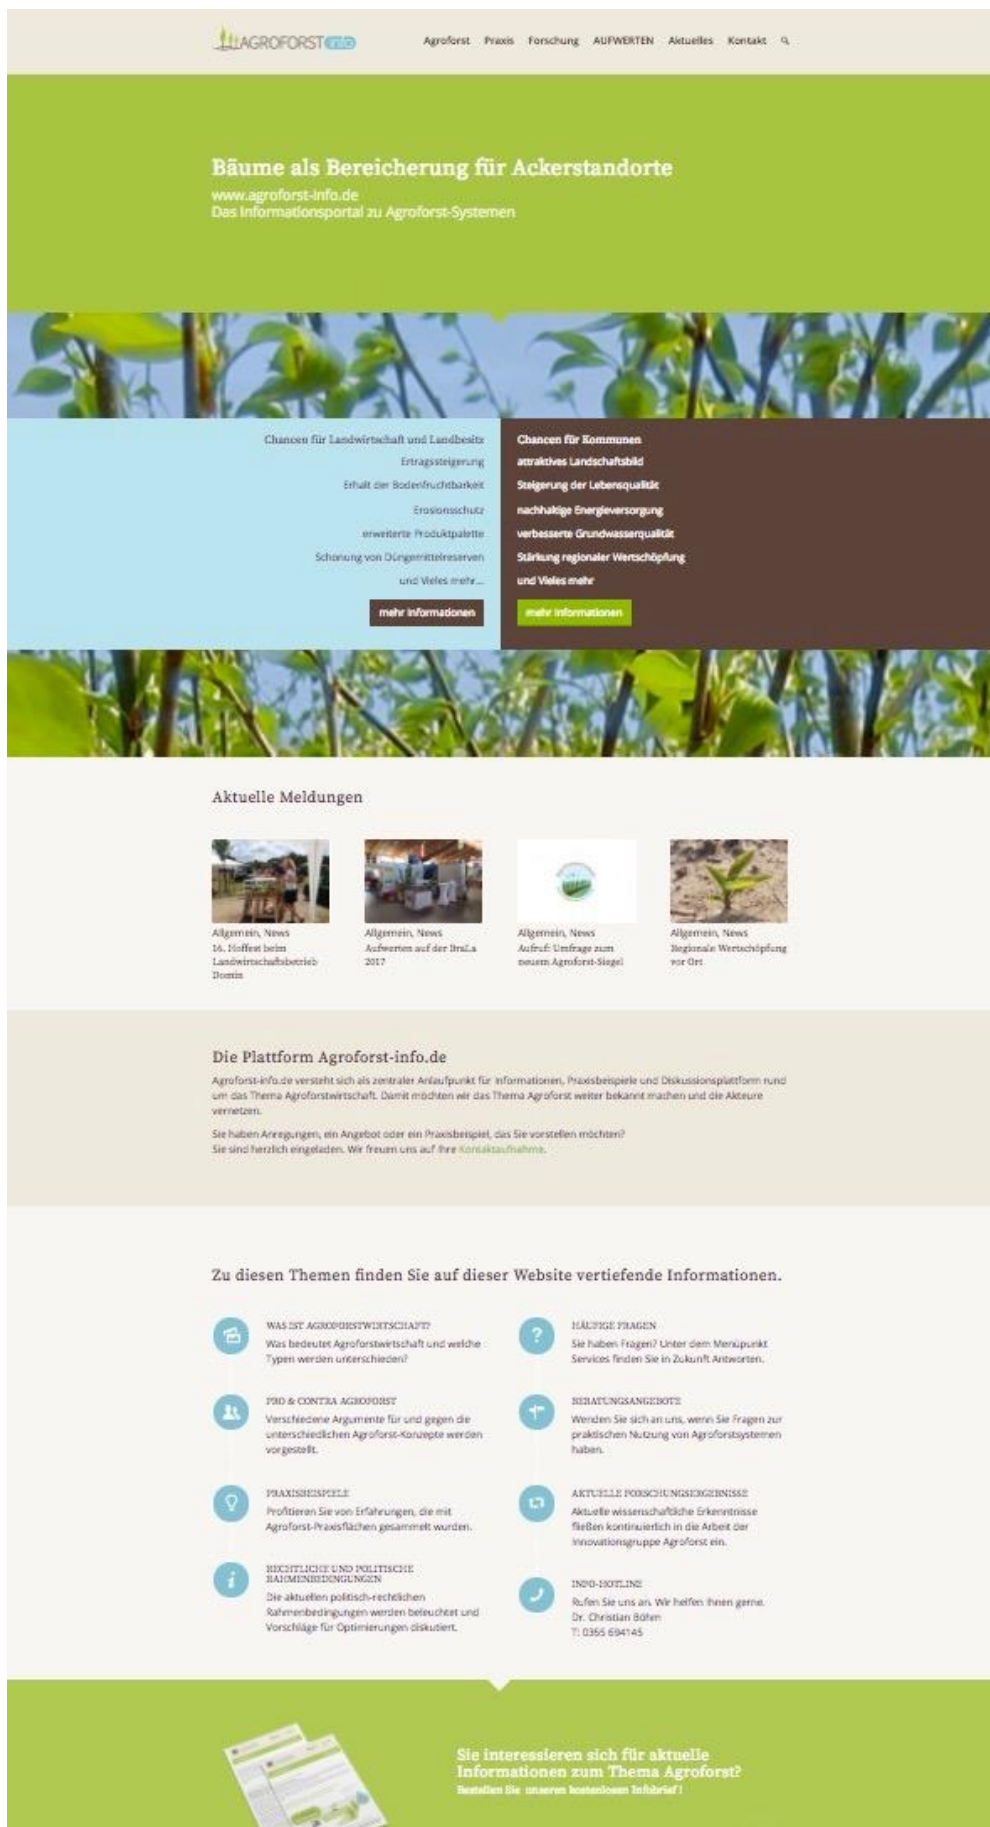 AGROFORST info
Agroforst Praxis Forschung AUFWERTEN Aktuelles Kontakt
Bäume als Bereicherung für Ackerstandorte
www.agroforst-info.de
Das Informationsportal zu Agroforst-Systemen
Chancen für Landwirtschaft und Landbesitz
Ertragssteigerung
Erhalt der Bodenfruchtbarkeit
Erosionsschutz
erweiterte Produktpalette
Schonung von Düngemittelreserven
und Vieles mehr...
mehr Informationen
Chancen für Kommunen
attraktives Landschaftsbild
Steigerung der Lebensqualität
nachhaltige Energieversorgung
verbesserte Grundwasserqualität
Stärkung regionaler Wertschöpfung
und Vieles mehr
mehr Informationen
Aktuelle Meldungen
Allgemein, News
16. Hoffest beim
Landwirtschaftsbetrieb
Domin
Allgemein, News
Aufwerten auf der BraLa
2017
Allgemein, News
Aufruf: Umfrage zum
neuem Agroforst-Siegel
Allgemein, News
Regionale Wertschöpfung
vor Ort
Die Plattform Agroforst-info.de
Agroforst-info.de versteht sich als zentraler Anlaufpunkt für Informationen, Praxisbeispiele und Diskussionsplattform rund
um das Thema Agroforstwirtschaft. Damit möchten wir das Thema Agroforst weiter bekannt machen und die Akteure
vernetzen.
Sie haben Anregungen, ein Angebot oder ein Praxisbeispiel, das Sie vorstellen möchten?
Sie sind herzlich eingeladen. Wir freuen uns auf Ihre Kontaktaufnahme.
Zu diesen Themen finden Sie auf dieser Website vertiefende Informationen.
WAS IST AGROFORSTWIRTSCHAFT?
Was bedeutet Agroforstwirtschaft und welche
Typen werden unterschieden?
PRO & CONTRA AGROFORST
Verschiedene Argumente für und gegen die
unterschiedlichen Agroforst-Konzepte werden
vorgestellt.
PRAXISBEISPIELE
Profitieren Sie von Erfahrungen, die mit
Agroforst-Praxisflächen gesammelt wurden.
RECHTLICHE UND POLITISCHE
RAHMENBEDINGUNGEN
Die aktuellen politisch-rechtlichen
Rahmenbedingungen werden beleuchtet und
Vorschläge für Optimierungen diskutiert.
HÄUFIGE FRAGEN
Sie haben Fragen? Unter dem Menüpunkt
Services finden Sie in Zukunft Antworten.
BERATUNGSANGEBOTE
Wenden Sie sich an uns, wenn Sie Fragen zur
praktischen Nutzung von Agroforstsystemen
haben.
AKTUELLE FORSCHUNGSERGEBNISSE
Aktuelle wissenschaftliche Erkenntnisse
fließen kontinuierlich in die Arbeit der
Innovationsgruppe Agroforst ein.
INFO-HOTLINE
Rufen Sie uns an. Wir helfen Ihnen gerne.
Dr. Christian Böhm
T: 0355 694145
Sie interessieren sich für aktuelle
Informationen zum Thema Agroforst?
Bestellen Sie unseren kostenlosen Infobrief !